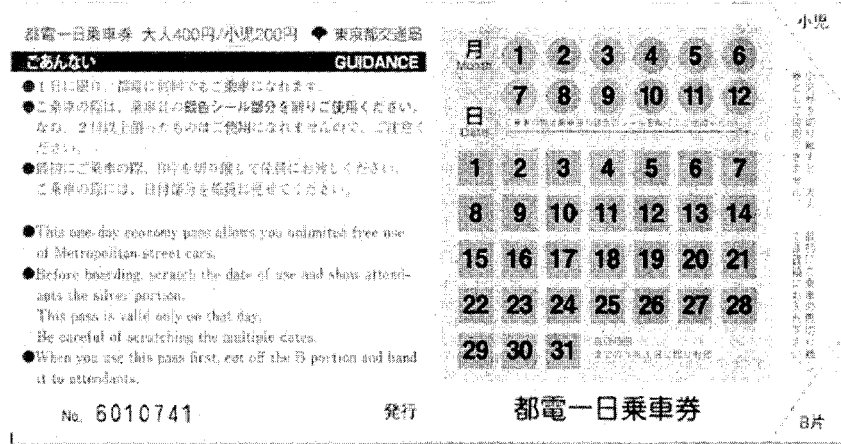 都電一日乗車券 大人400円/小児200円 東京都交通局
ごあんない GUIDANCE
●1日に限り、都電に何回でもご乗車になれます。
●ご乗車の際は、乗車日の銀色シール部分を削りご使用ください。
なお、2日以上削ったものはご使用になれませんので、ご注意く
ださい。
●最初にご乗車の際、B片を切り離して係員にお渡しください。
ご乗車の際には、日付部分を係員に見せてください。
●This one-day economy pass allows you unlimited free use
of Metropolitan street cars.
●Before boarding, scratch the date of use and show attend-
ants the silver portion.
This pass is valid only on that day.
Be careful of scratching the multiple dates.
●When you use this pass first, cut off the B portion and hand
it to attendants.
No. 6010741 発行
月 1 2 3 4 5 6
Month
7 8 9 10 11 12
日
Date
1 2 3 4 5 6 7
8 9 10 11 12 13 14
15 16 17 18 19 20 21
22 23 24 25 26 27 28
29 30 31
都電一日乗車券
小児
B片